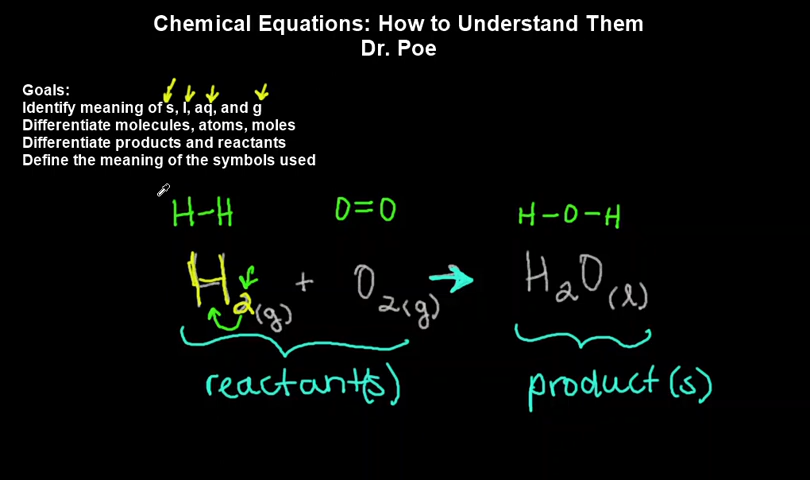 Chemical Equations: How to Understand Them
Dr. Poe
Goals:
Identify meaning of s, l, aq, and g
Differentiate molecules, atoms, moles
Differentiate products and reactants
Define the meaning of the symbols used
H-H O=O H-O-H
H2(g) + O2(g) → H2O(l)
reactant(s) product(s)